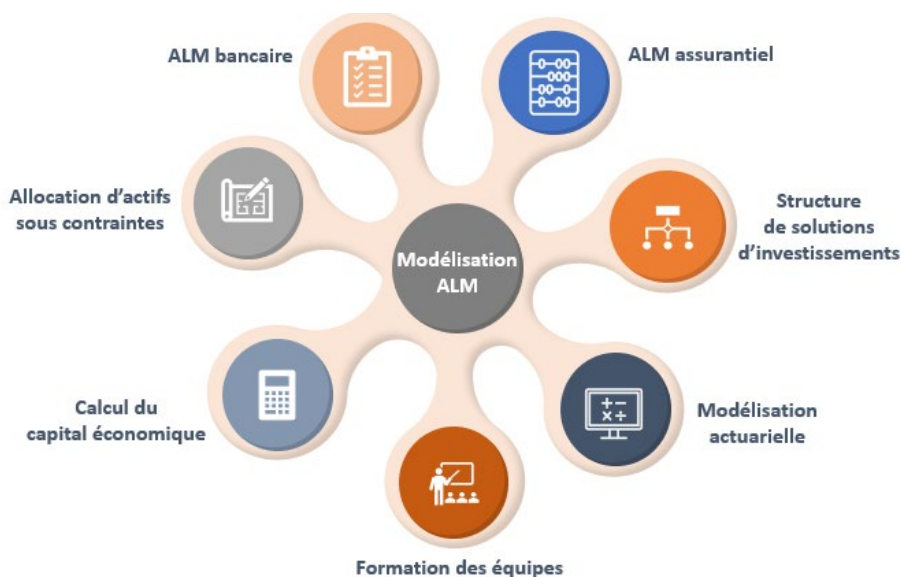 ALM bancaire
ALM assurantiel
Allocation d'actifs
sous contraintes
Structure
de solutions
d'investissements
Modélisation
ALM
Calcul du
capital économique
Modélisation
actuarielle
Formation des équipes